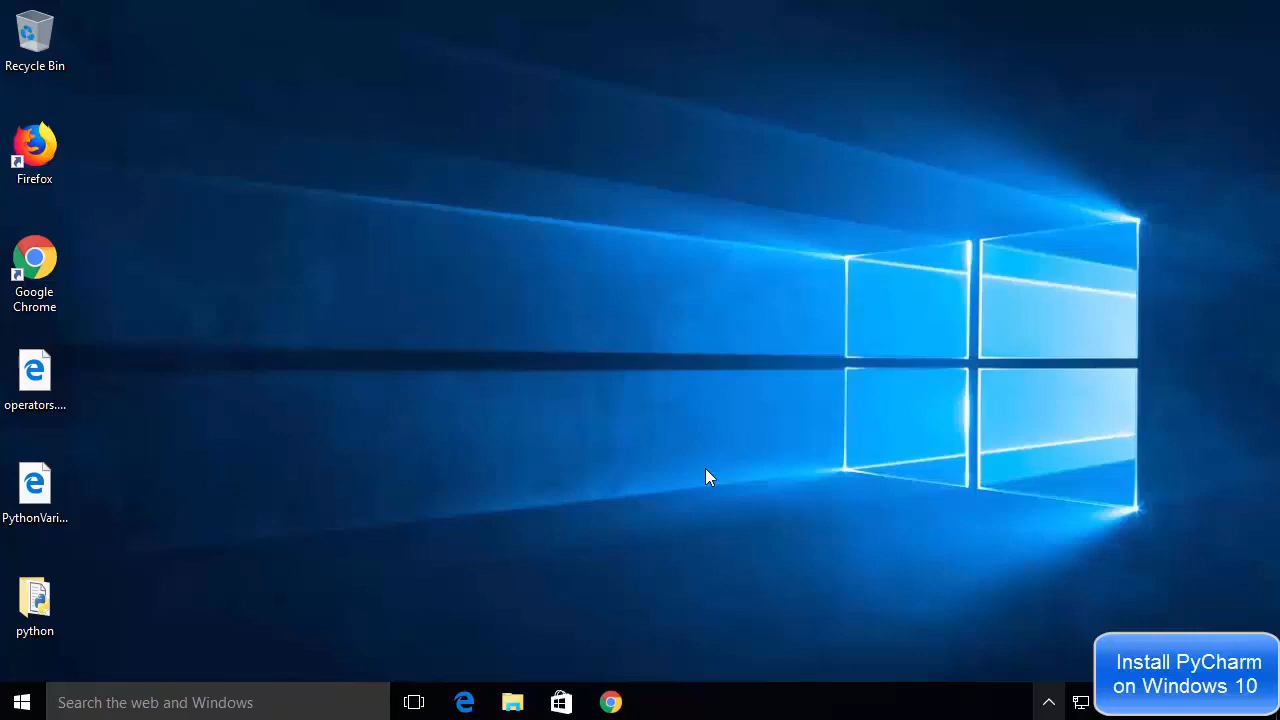 Recycle Bin
Firefox
Google
Chrome
operators....
PythonVari...
python
Search the web and Windows
Install PyCharm
on Windows 10